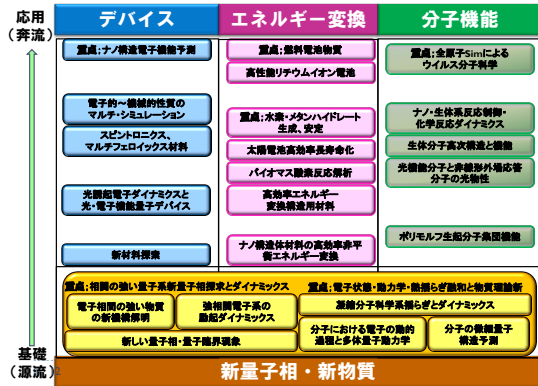 応用
(奔流)
デバイス
エネルギー変換
分子機能
重点;ナノ構造電子機能予測
電子的～機械的性質の
マルチ・シミュレーション
スピントロニクス、
マルチフェロイックス材料
光励起電子ダイナミクスと
光・電子機能量子デバイス
新材料探索
重点;燃料電池物質
高性能リチウムイオン電池
重点;水素・メタンハイドレート
生成、安定
太陽電池高効率長寿命化
バイオマス酸素反応解析
高効率エネルギー
変換構造用材料
ナノ構造体材料の高効率非平
衡エネルギー変換
重点;全原子Simによる
ウイルス分子科学
ナノ・生体系反応制御・
化学反応ダイナミクス
生体分子高次構造と機能
光機能分子と非線形外場応答
分子の光物性
ポリモルフ生起分子集団機能
重点;相関の強い量子系新量子相探求とダイナミックス
電子相関の強い物質
の新機構解明
強相関電子系の
励起ダイナミックス
新しい量子相・量子臨界現象
重点;電子状態・動力学・熱揺らぎ融和と物質理論新
凝縮分子科学系揺らぎとダイナミックス
分子における電子の動的
過程と多体量子動力学
分子の微細量子
構造予測
基礎
(源流)
2
新量子相・新物質